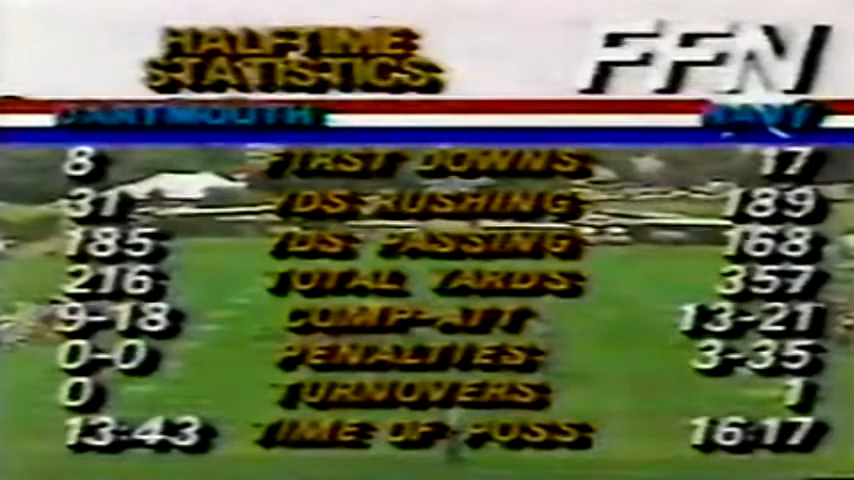 HALFTIME
STATISTICS
FFN
DARTMOUTH NAVY
8 FIRST DOWNS 17
31 YDS RUSHING 189
185 YDS PASSING 168
216 TOTAL YARDS 357
9-18 COMP-ATT 13-21
0-0 PENALTIES 3-35
0 TURNOVERS 1
13:43 TIME OF POSS 16:17